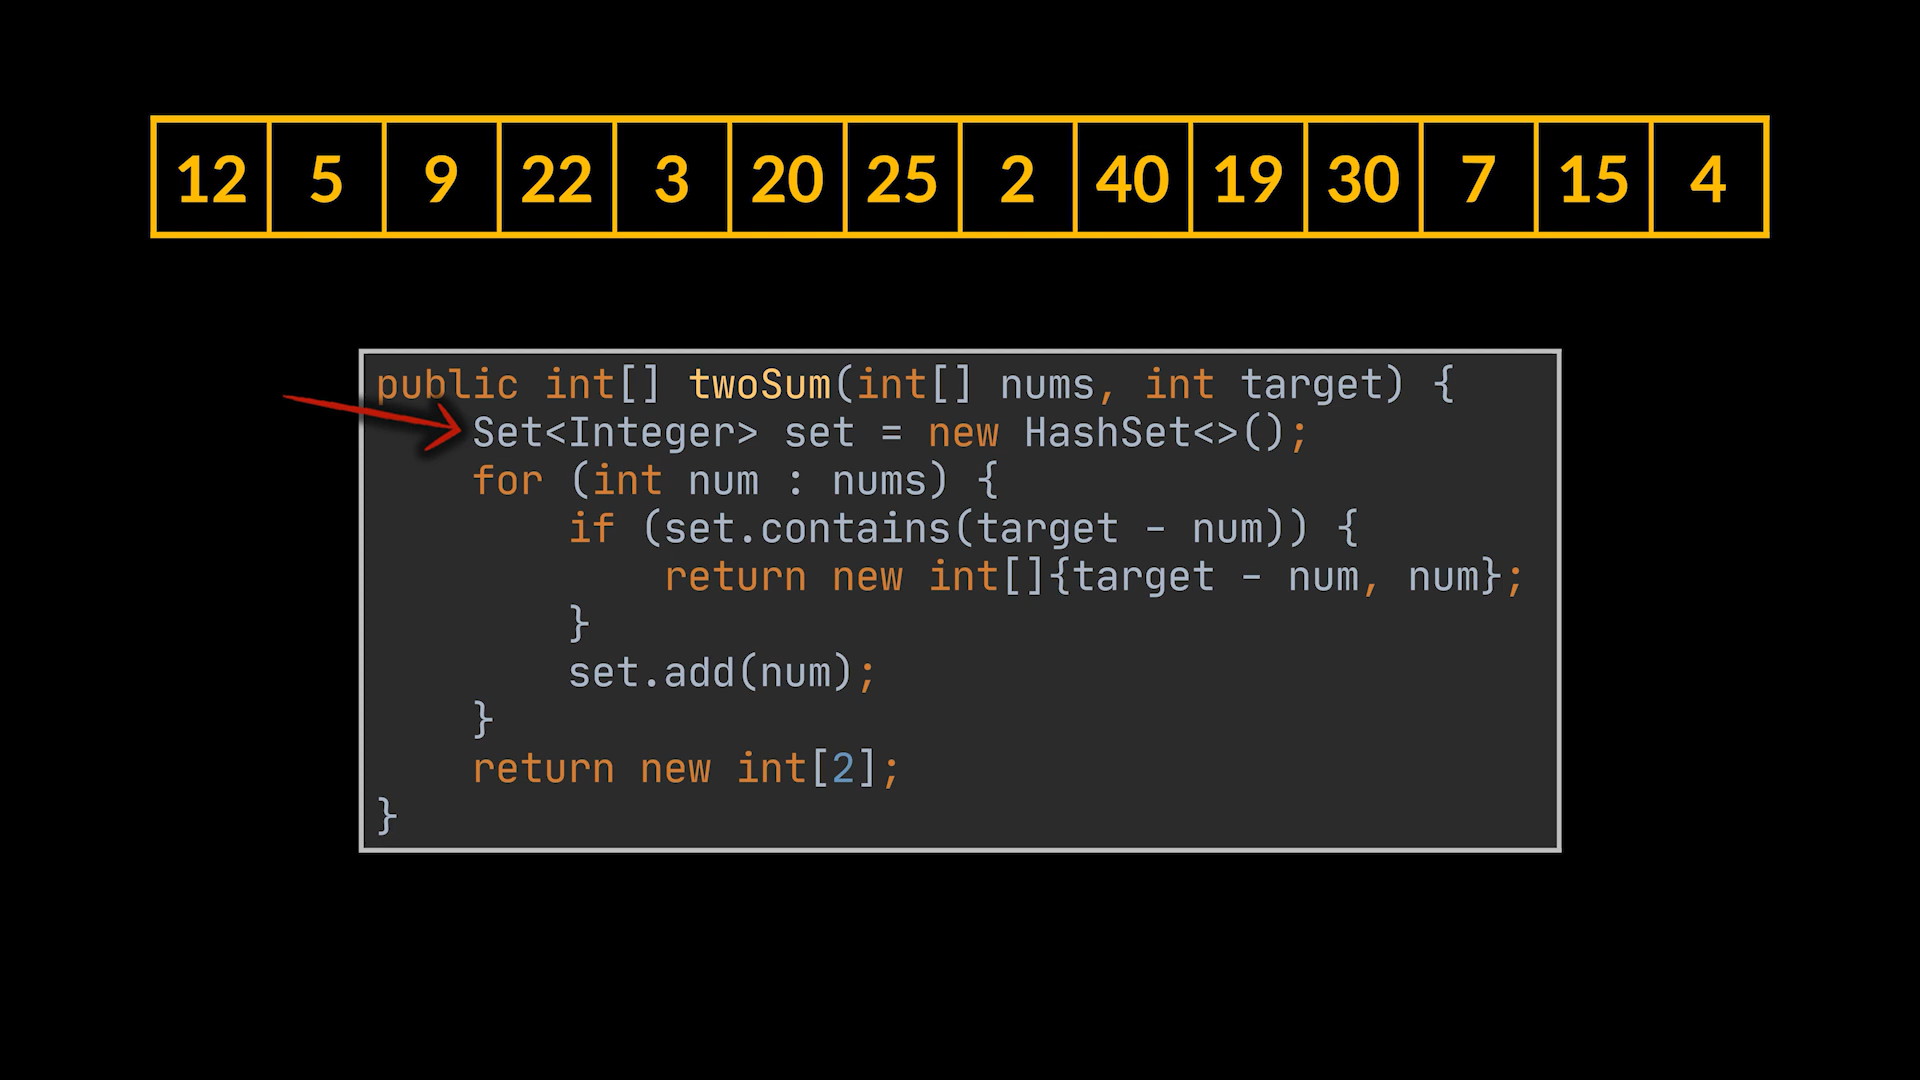 12 5 9 22 3 20 25 2 40 19 30 7 15 4
public int[] twoSum(int[] nums, int target) {
    Set<Integer> set = new HashSet<>();
    for (int num : nums) {
        if (set.contains(target - num)) {
            return new int[]{target - num, num};
        }
        set.add(num);
    }
    return new int[2];
}